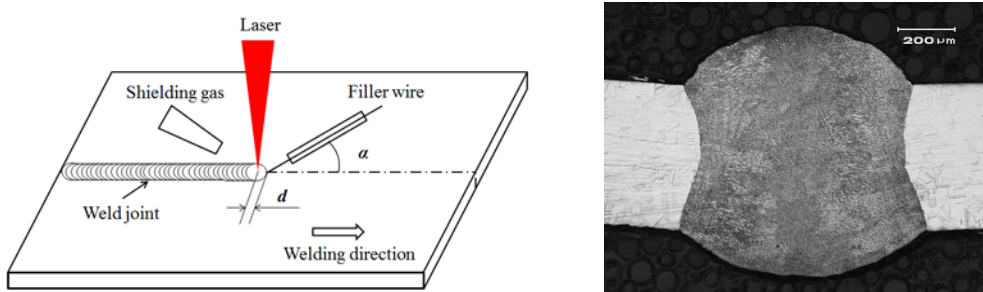 Laser
Shielding gas
Filler wire
α
d
Weld joint
Welding direction
200 μm